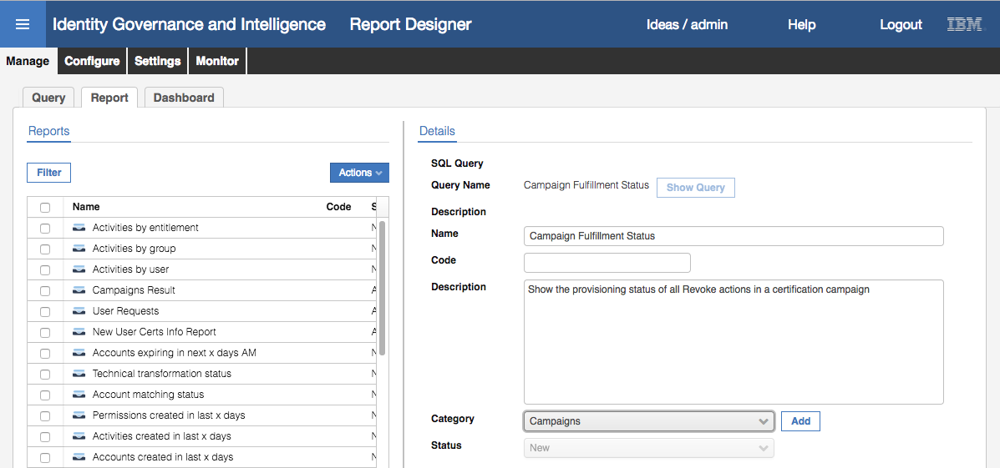 Identity Governance and Intelligence Report Designer Ideas / admin Help Logout IBM
Manage Configure Settings Monitor
Query Report Dashboard
Reports
Filter Actions
Name Code S
Activities by entitlement N
Activities by group N
Activities by user N
Campaigns Result A
User Requests A
New User Certs Info Report A
Accounts expiring in next x days AM N
Technical transformation status N
Account matching status N
Permissions created in last x days N
Activities created in last x days N
Accounts created in last x days N
Details
SQL Query
Query Name Campaign Fulfillment Status Show Query
Description
Name Campaign Fulfillment Status
Code
Description Show the provisioning status of all Revoke actions in a certification campaign
Category Campaigns Add
Status New